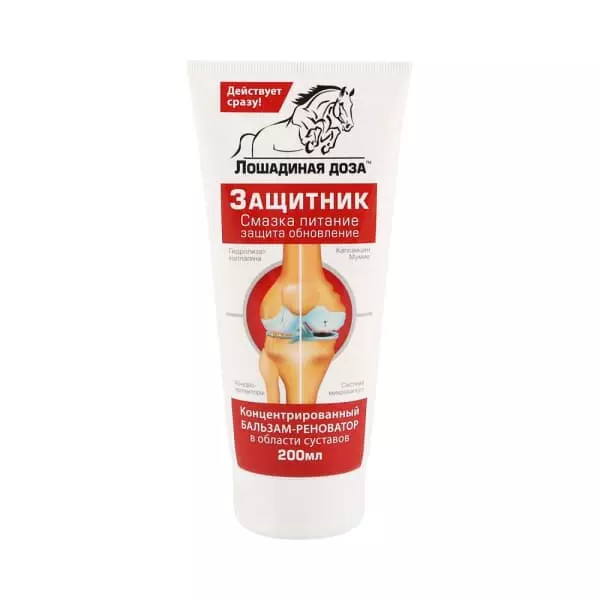 Действует
сразу!
ЛОШАДИНАЯ ДОЗА™
ЗАЩИТНИК
Смазка питание
защита обновление
Гидролизат
коллагена
Капсаицин
Мумие
Хондро-
протекторы
Система
микрокапсул
Концентрированный
БАЛЬЗАМ-РЕНОВАТОР
в области суставов
200мл